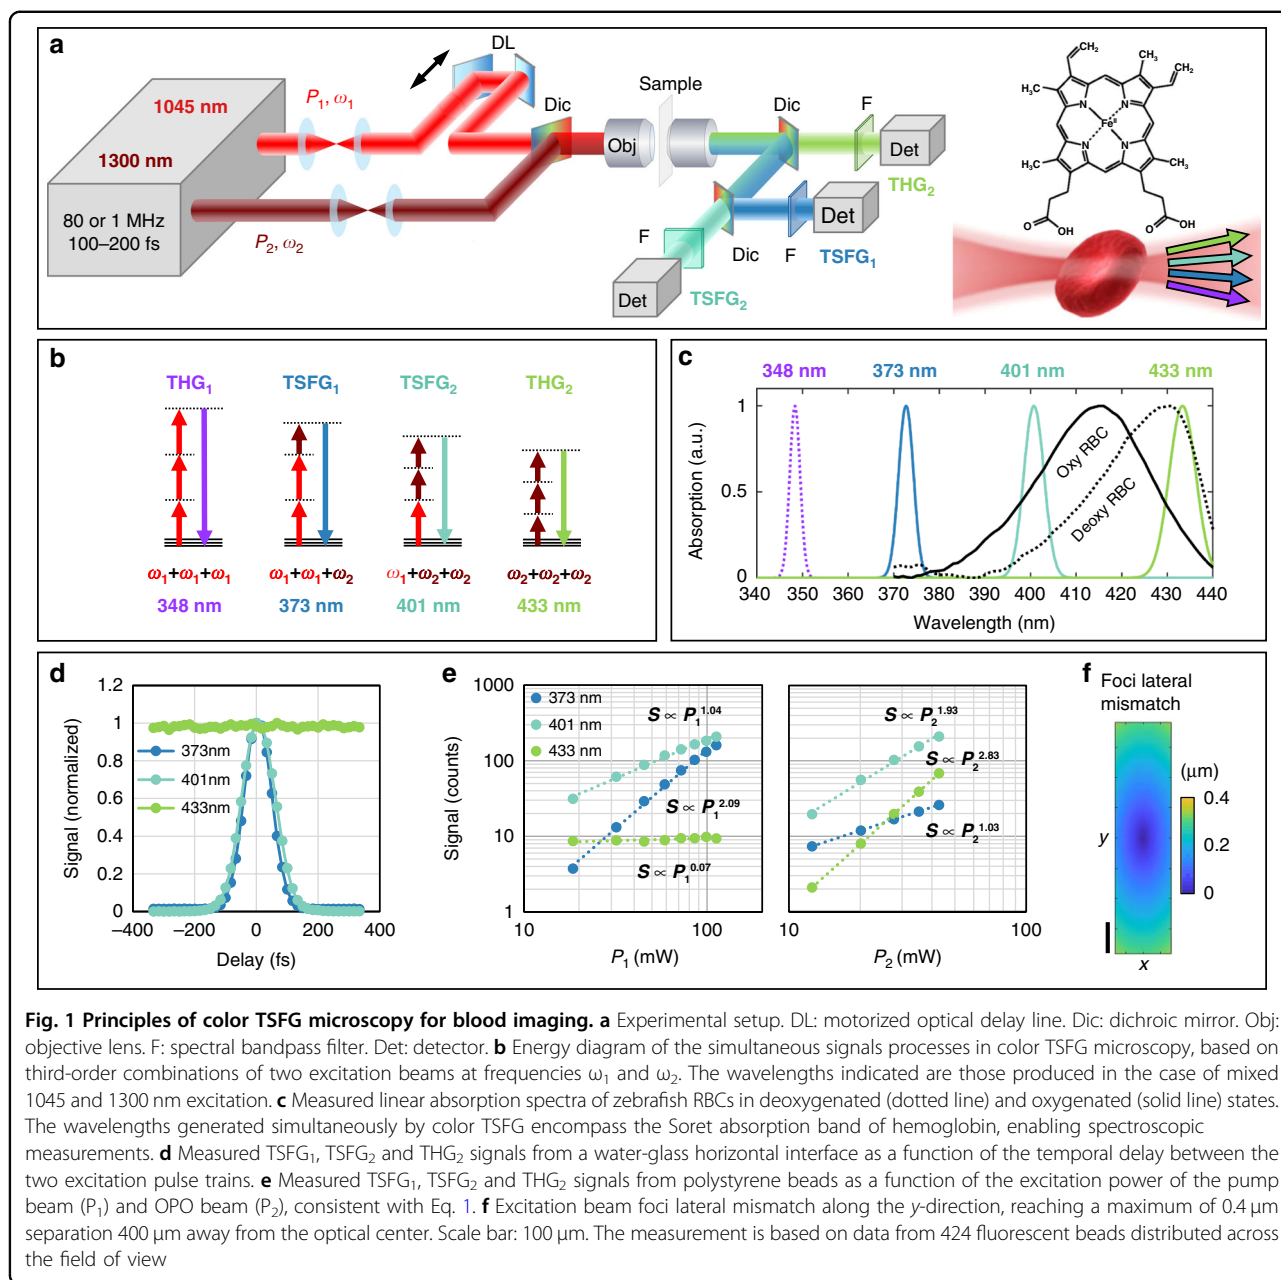 a
1045 nm
1300 nm
80 or 1 MHz
100–200 fs
P1, ω1
P2, ω2
DL
Dic
Obj
Sample
Dic
F
Det
THG2
Det
TSFG1
F
Dic
F
Det
TSFG2
CH2
CH3
CH2
H3C
N
N
FeII
N
N
H3C
CH3
O
OH
O
OH
b
THG1
TSFG1
TSFG2
THG2
ω1+ω1+ω1
ω1+ω1+ω2
ω1+ω2+ω2
ω2+ω2+ω2
348 nm
373 nm
401 nm
433 nm
c
348 nm
373 nm
401 nm
433 nm
Absorption (a.u.)
1
0.5
0
Oxy RBC
Deoxy RBC
340 350 360 370 380 390 400 410 420 430 440
Wavelength (nm)
d
Signal (normalized)
1.2
1
0.8
0.6
0.4
0.2
0
373nm
401nm
433nm
–400 –200 0 200 400
Delay (fs)
e
Signal (counts)
1000
100
10
1
373 nm
401 nm
433 nm
S ∝ P1^1.04
S ∝ P1^2.09
S ∝ P1^0.07
10 100
P1 (mW)
S ∝ P2^1.93
S ∝ P2^2.83
S ∝ P2^1.03
10 100
P2 (mW)
f
Foci lateral
mismatch
(μm)
0.4
0.2
0
y
x
Fig. 1 Principles of color TSFG microscopy for blood imaging. a Experimental setup. DL: motorized optical delay line. Dic: dichroic mirror. Obj:
objective lens. F: spectral bandpass filter. Det: detector. b Energy diagram of the simultaneous signals processes in color TSFG microscopy, based on
third-order combinations of two excitation beams at frequencies ω1 and ω2. The wavelengths indicated are those produced in the case of mixed
1045 and 1300 nm excitation. c Measured linear absorption spectra of zebrafish RBCs in deoxygenated (dotted line) and oxygenated (solid line) states.
The wavelengths generated simultaneously by color TSFG encompass the Soret absorption band of hemoglobin, enabling spectroscopic
measurements. d Measured TSFG1, TSFG2 and THG2 signals from a water-glass horizontal interface as a function of the temporal delay between the
two excitation pulse trains. e Measured TSFG1, TSFG2 and THG2 signals from polystyrene beads as a function of the excitation power of the pump
beam (P1) and OPO beam (P2), consistent with Eq. 1. f Excitation beam foci lateral mismatch along the y-direction, reaching a maximum of 0.4 μm
separation 400 μm away from the optical center. Scale bar: 100 μm. The measurement is based on data from 424 fluorescent beads distributed across
the field of view